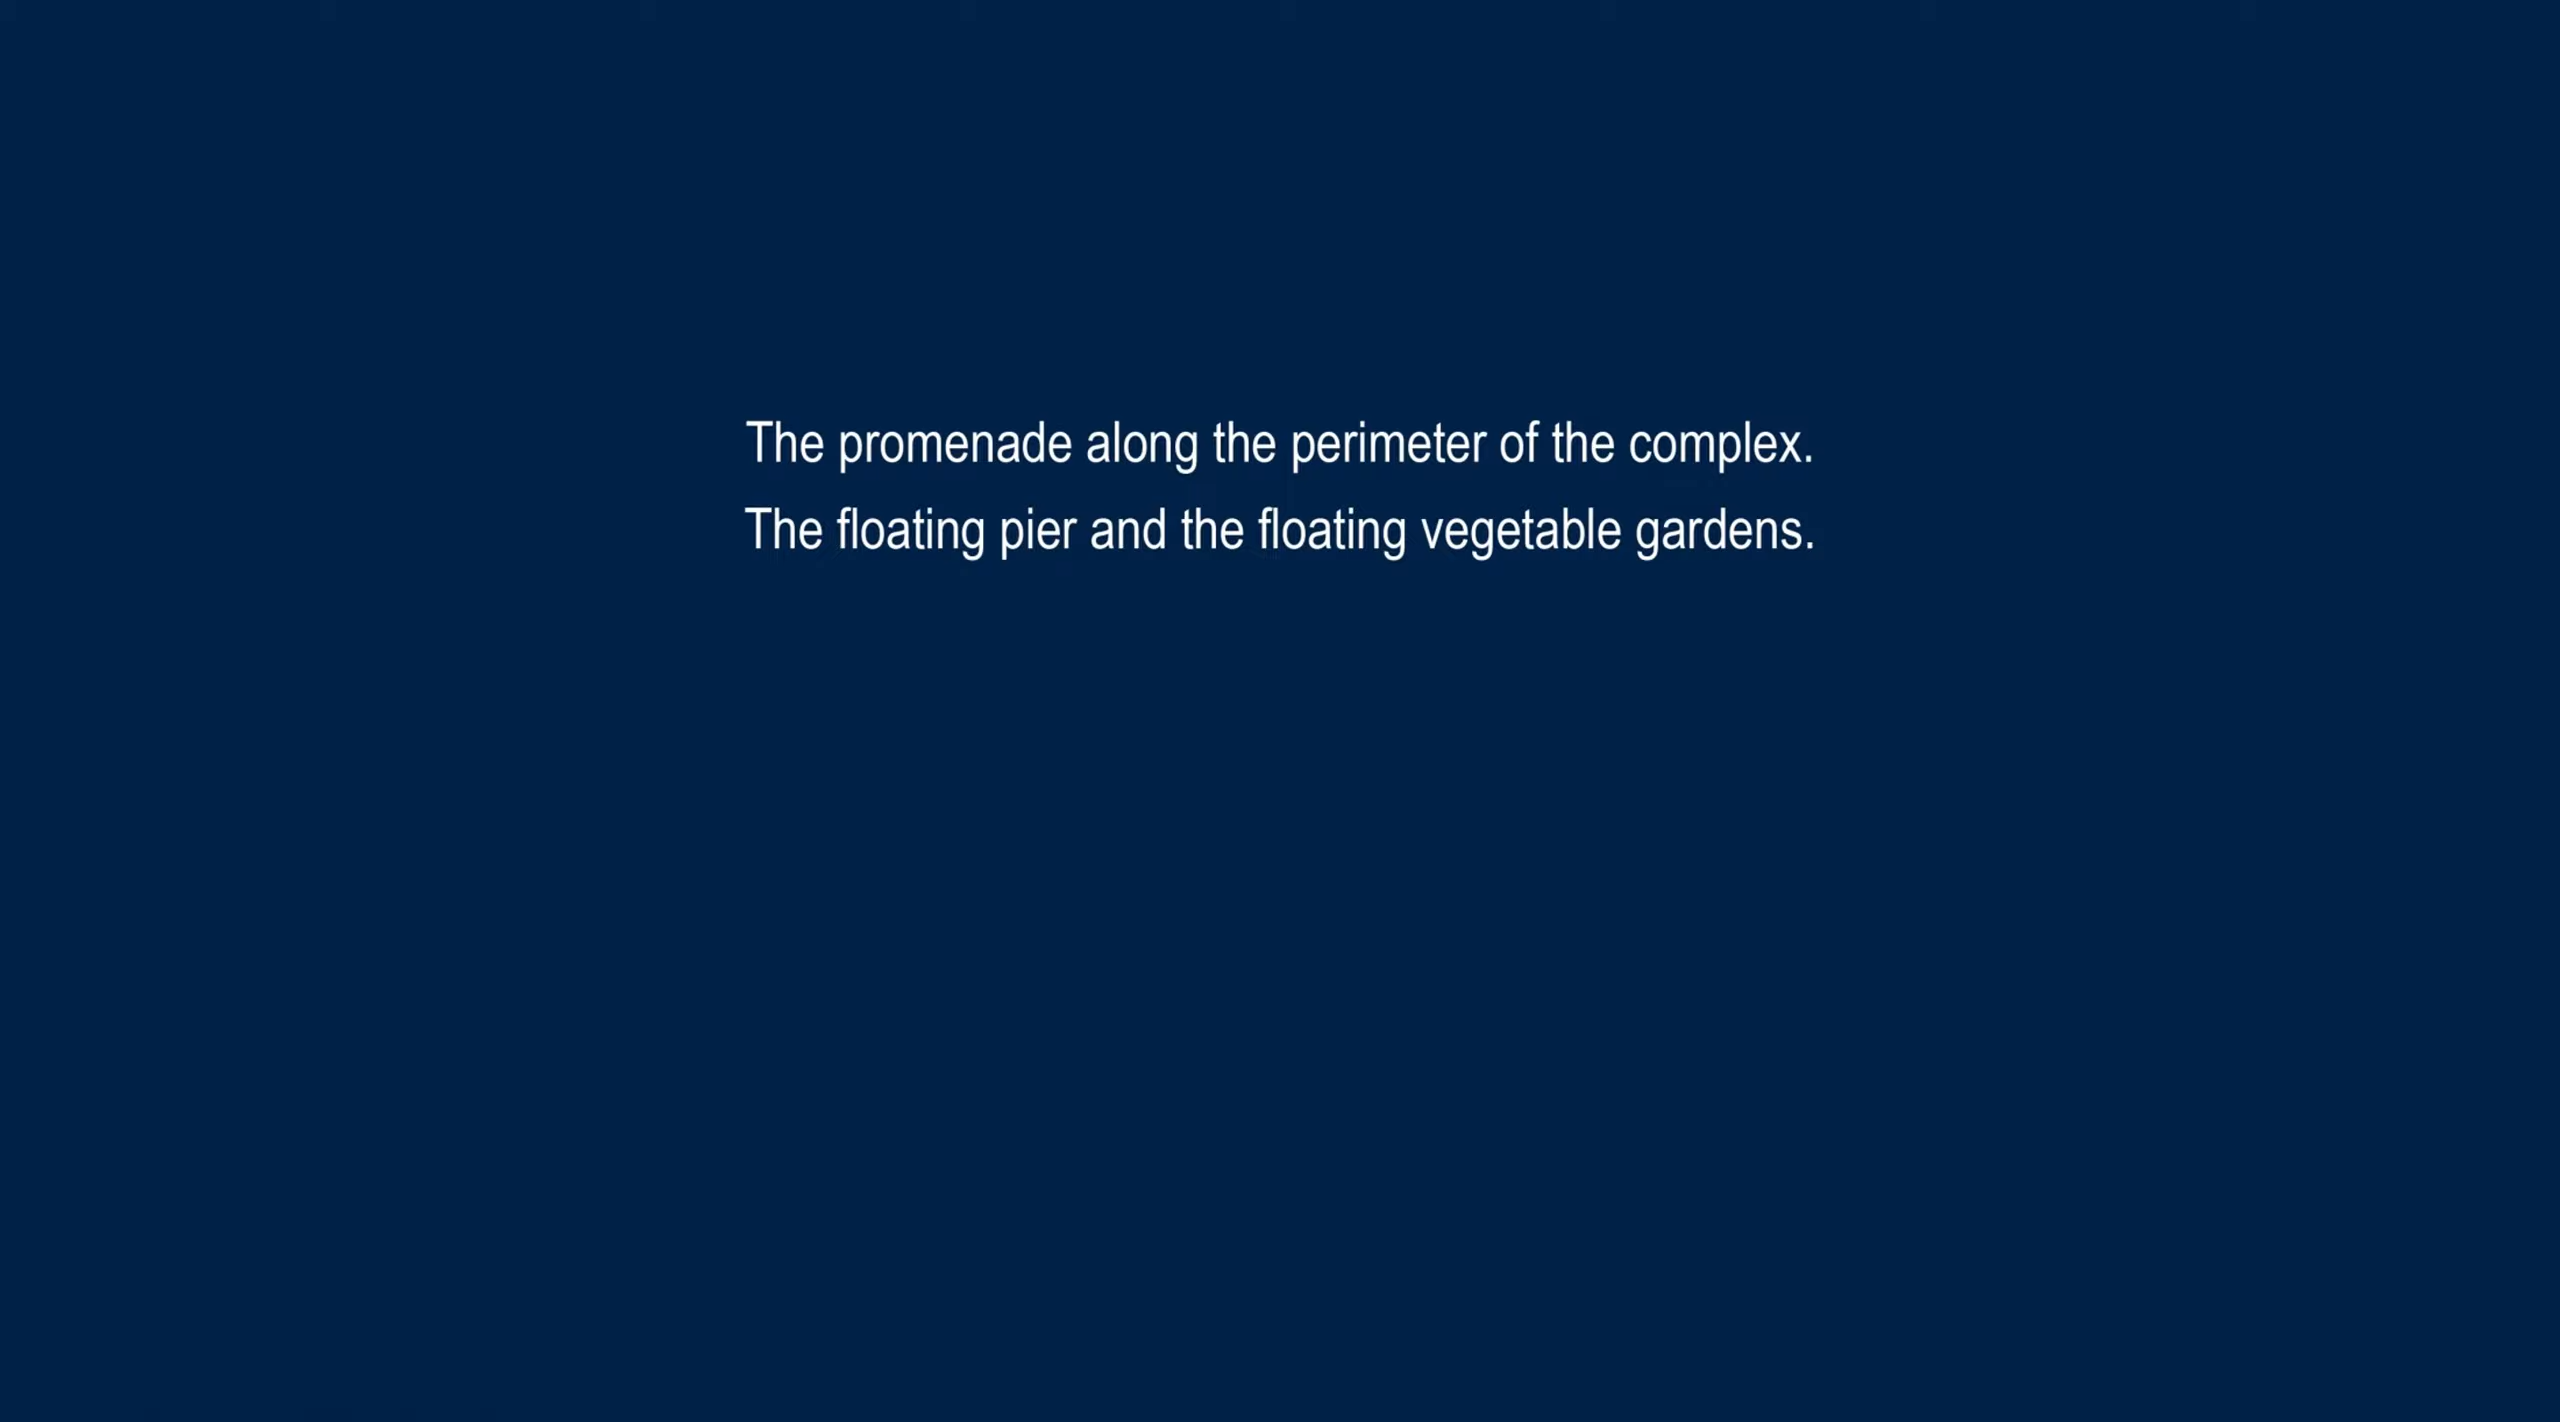 The promenade along the perimeter of the complex.
The floating pier and the floating vegetable gardens.